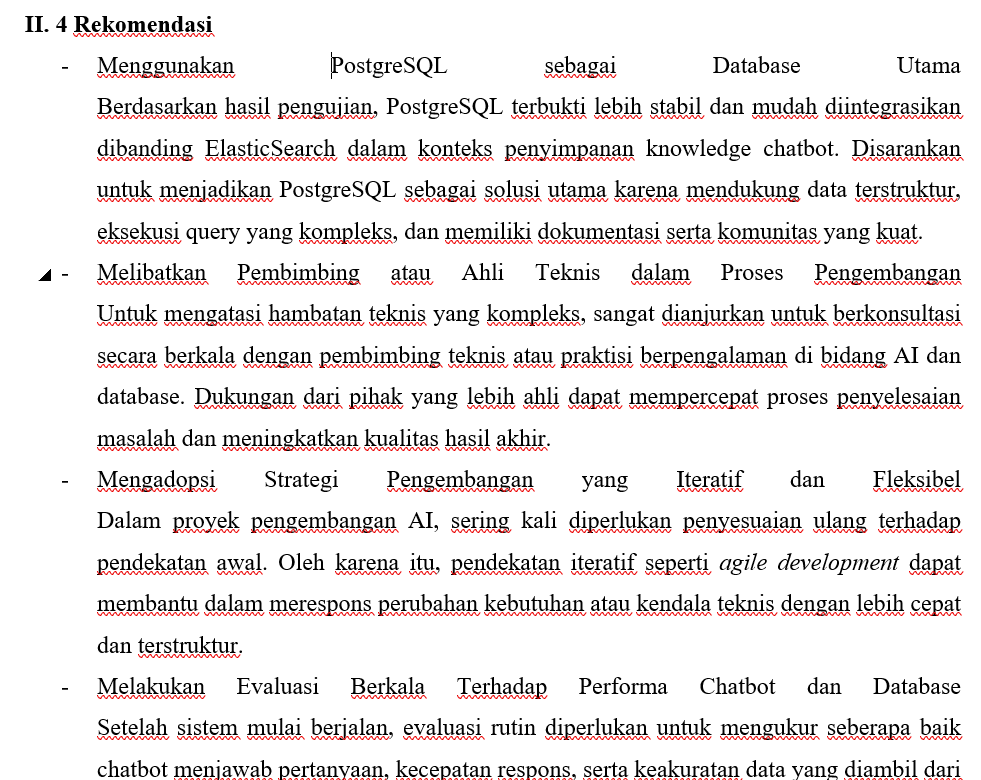 II. 4 Rekomendasi
- Menggunakan PostgreSQL sebagai Database Utama
Berdasarkan hasil pengujian, PostgreSQL terbukti lebih stabil dan mudah diintegrasikan
dibanding ElasticSearch dalam konteks penyimpanan knowledge chatbot. Disarankan
untuk menjadikan PostgreSQL sebagai solusi utama karena mendukung data terstruktur,
eksekusi query yang kompleks, dan memiliki dokumentasi serta komunitas yang kuat.
- Melibatkan Pembimbing atau Ahli Teknis dalam Proses Pengembangan
Untuk mengatasi hambatan teknis yang kompleks, sangat dianjurkan untuk berkonsultasi
secara berkala dengan pembimbing teknis atau praktisi berpengalaman di bidang AI dan
database. Dukungan dari pihak yang lebih ahli dapat mempercepat proses penyelesaian
masalah dan meningkatkan kualitas hasil akhir.
- Mengadopsi Strategi Pengembangan yang Iteratif dan Fleksibel
Dalam proyek pengembangan AI, sering kali diperlukan penyesuaian ulang terhadap
pendekatan awal. Oleh karena itu, pendekatan iteratif seperti agile development dapat
membantu dalam merespons perubahan kebutuhan atau kendala teknis dengan lebih cepat
dan terstruktur.
- Melakukan Evaluasi Berkala Terhadap Performa Chatbot dan Database
Setelah sistem mulai berjalan, evaluasi rutin diperlukan untuk mengukur seberapa baik
chatbot menjawab pertanyaan, kecepatan respons, serta keakuratan data yang diambil dari